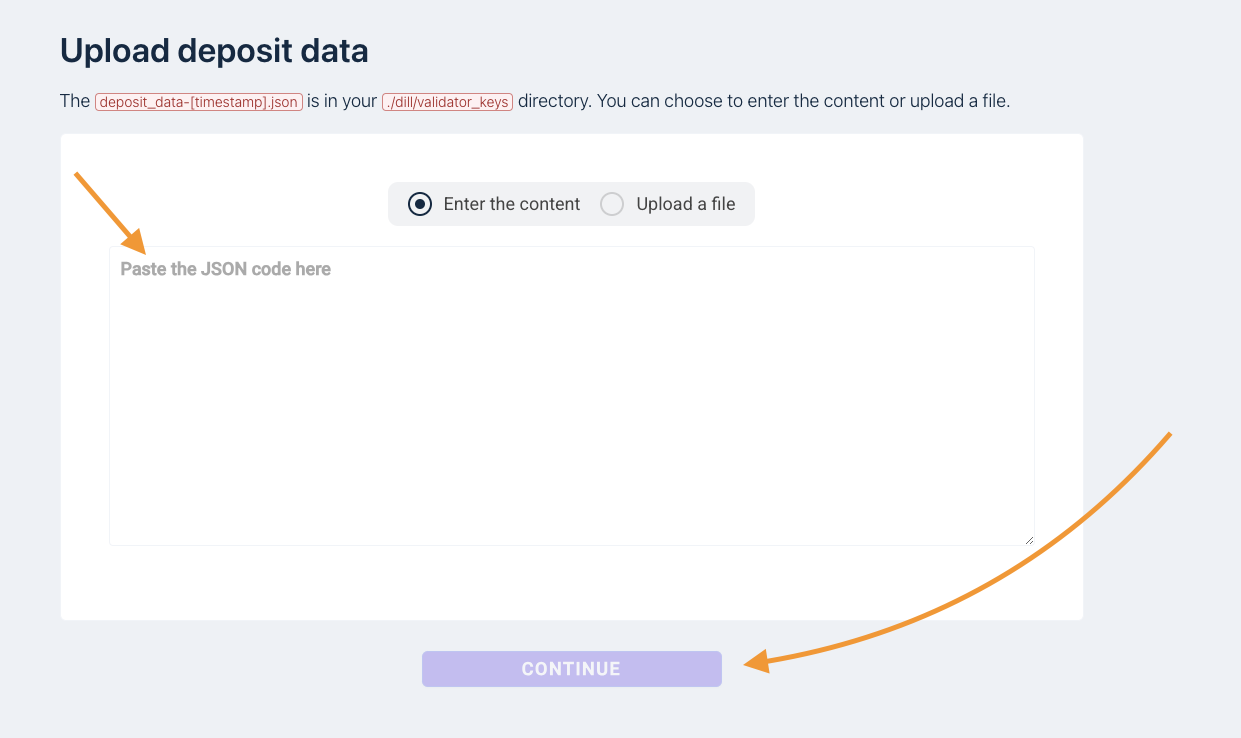 Upload deposit data
The deposit_data-[timestamp].json is in your ./dill/validator_keys directory. You can choose to enter the content or upload a file.
Enter the content Upload a file
Paste the JSON code here
CONTINUE